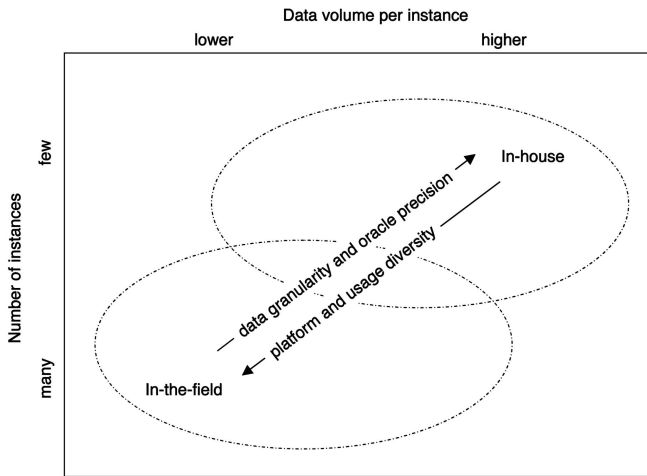 Data volume per instance
lower higher
Number of instances
few
many
In-house
data granularity and oracle precision
platform and usage diversity
In-the-field